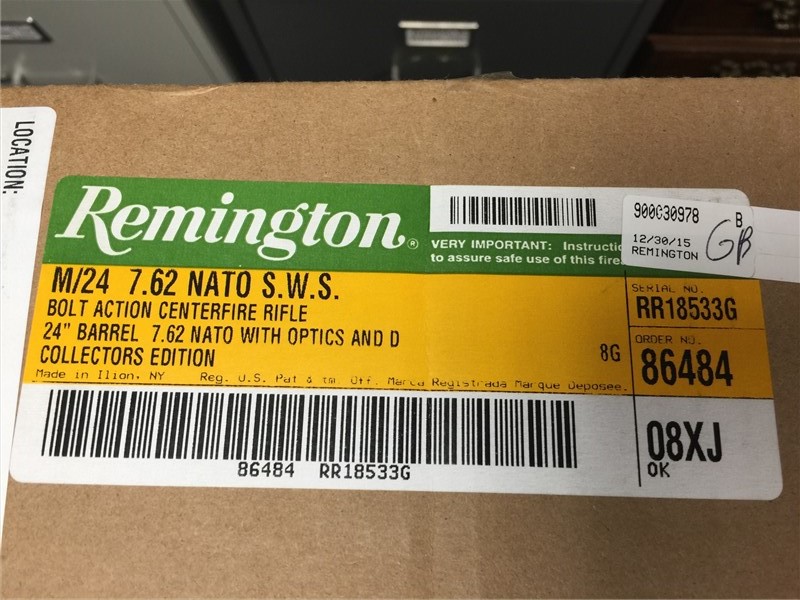 LOCATION:
Remington®
VERY IMPORTANT: Instructio
to assure safe use of this fire
900C30978 B
12/30/15
REMINGTON
GB
M/24 7.62 NATO S.W.S.
BOLT ACTION CENTERFIRE RIFLE
24" BARREL 7.62 NATO WITH OPTICS AND D
COLLECTORS EDITION
8G
Made in Ilion, NY Reg. U.S. Pat & tm Off. Marca Registrada Marque Deposee.
SERIAL NO.
RR18533G
ORDER NO.
86484
86484 RR18533G
08XJ
OK